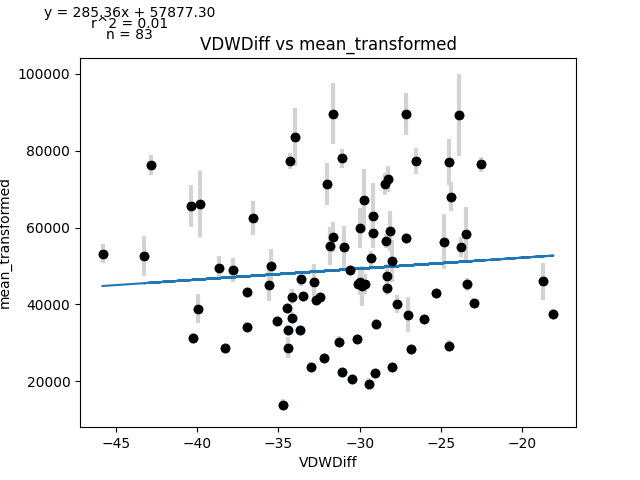 y = 285.36x + 57877.30
r^2 = 0.01
n = 83
VDWDiff vs mean_transformed
100000
80000
60000
40000
20000
mean_transformed
−45 −40 −35 −30 −25 −20
VDWDiff